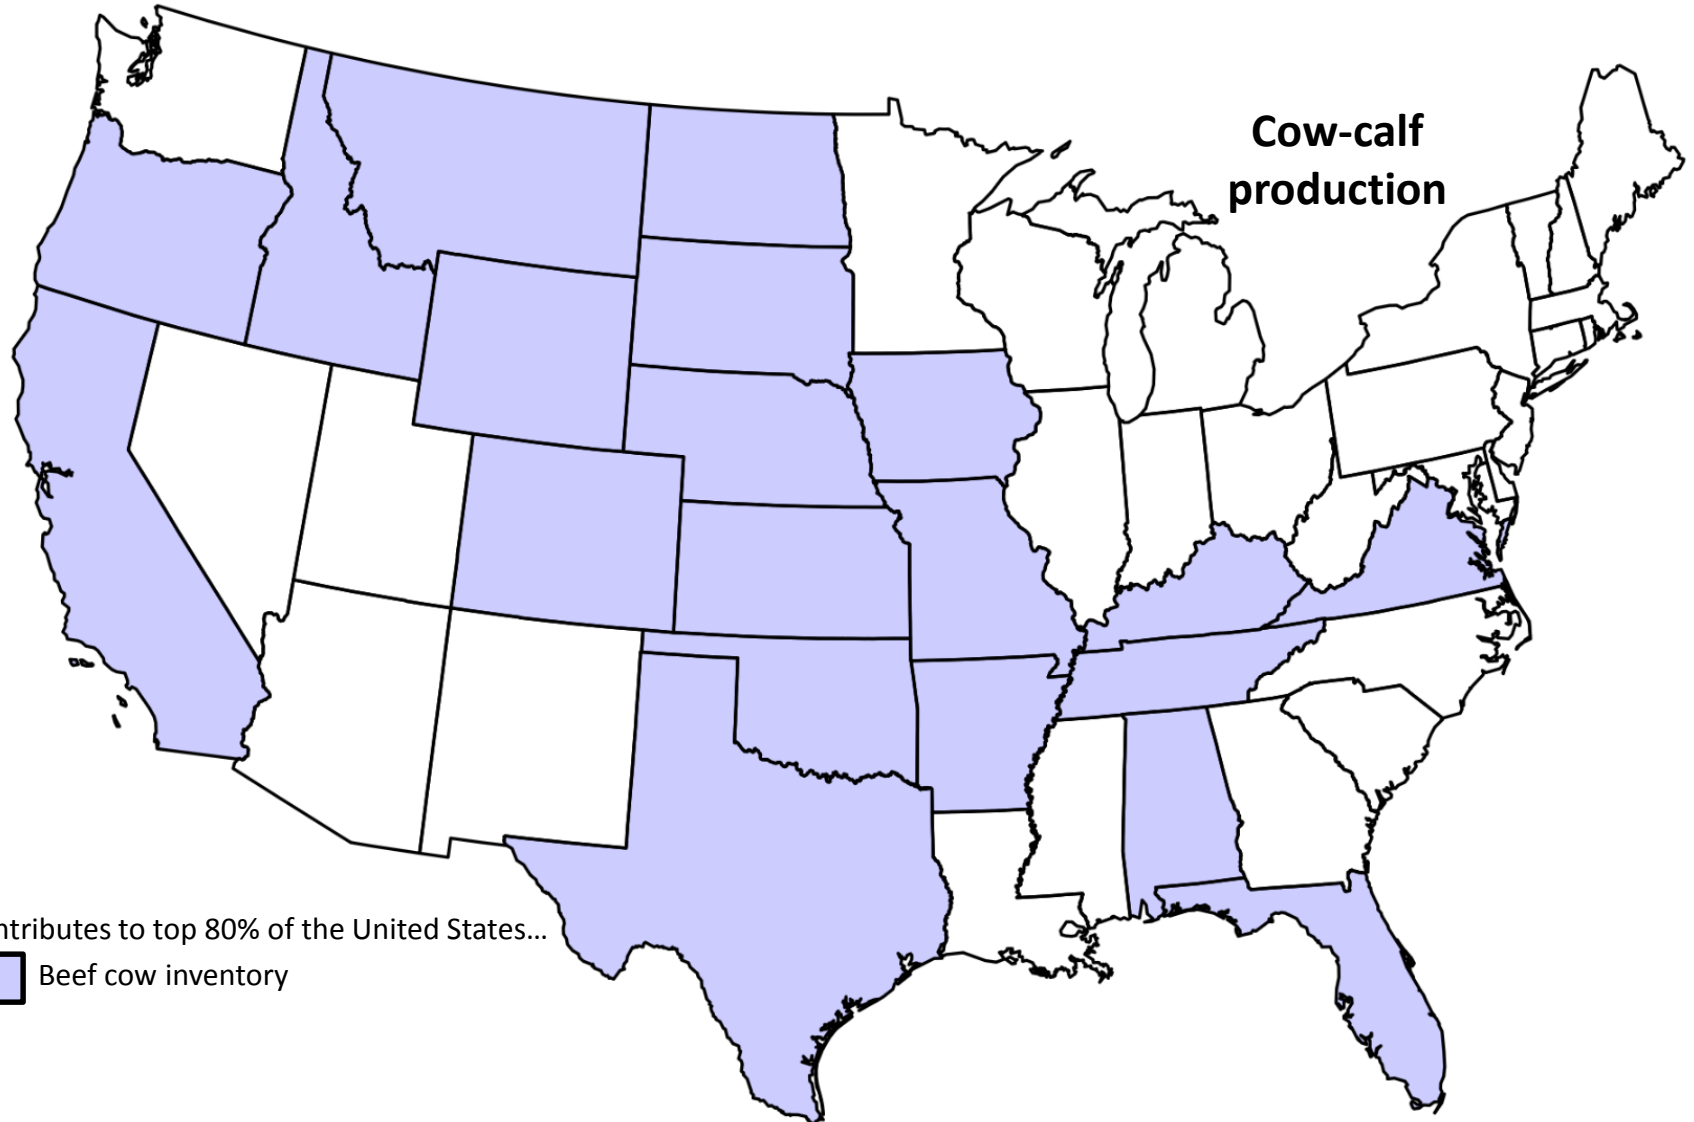 Cow-calf
production
ntributes to top 80% of the United States...
Beef cow inventory